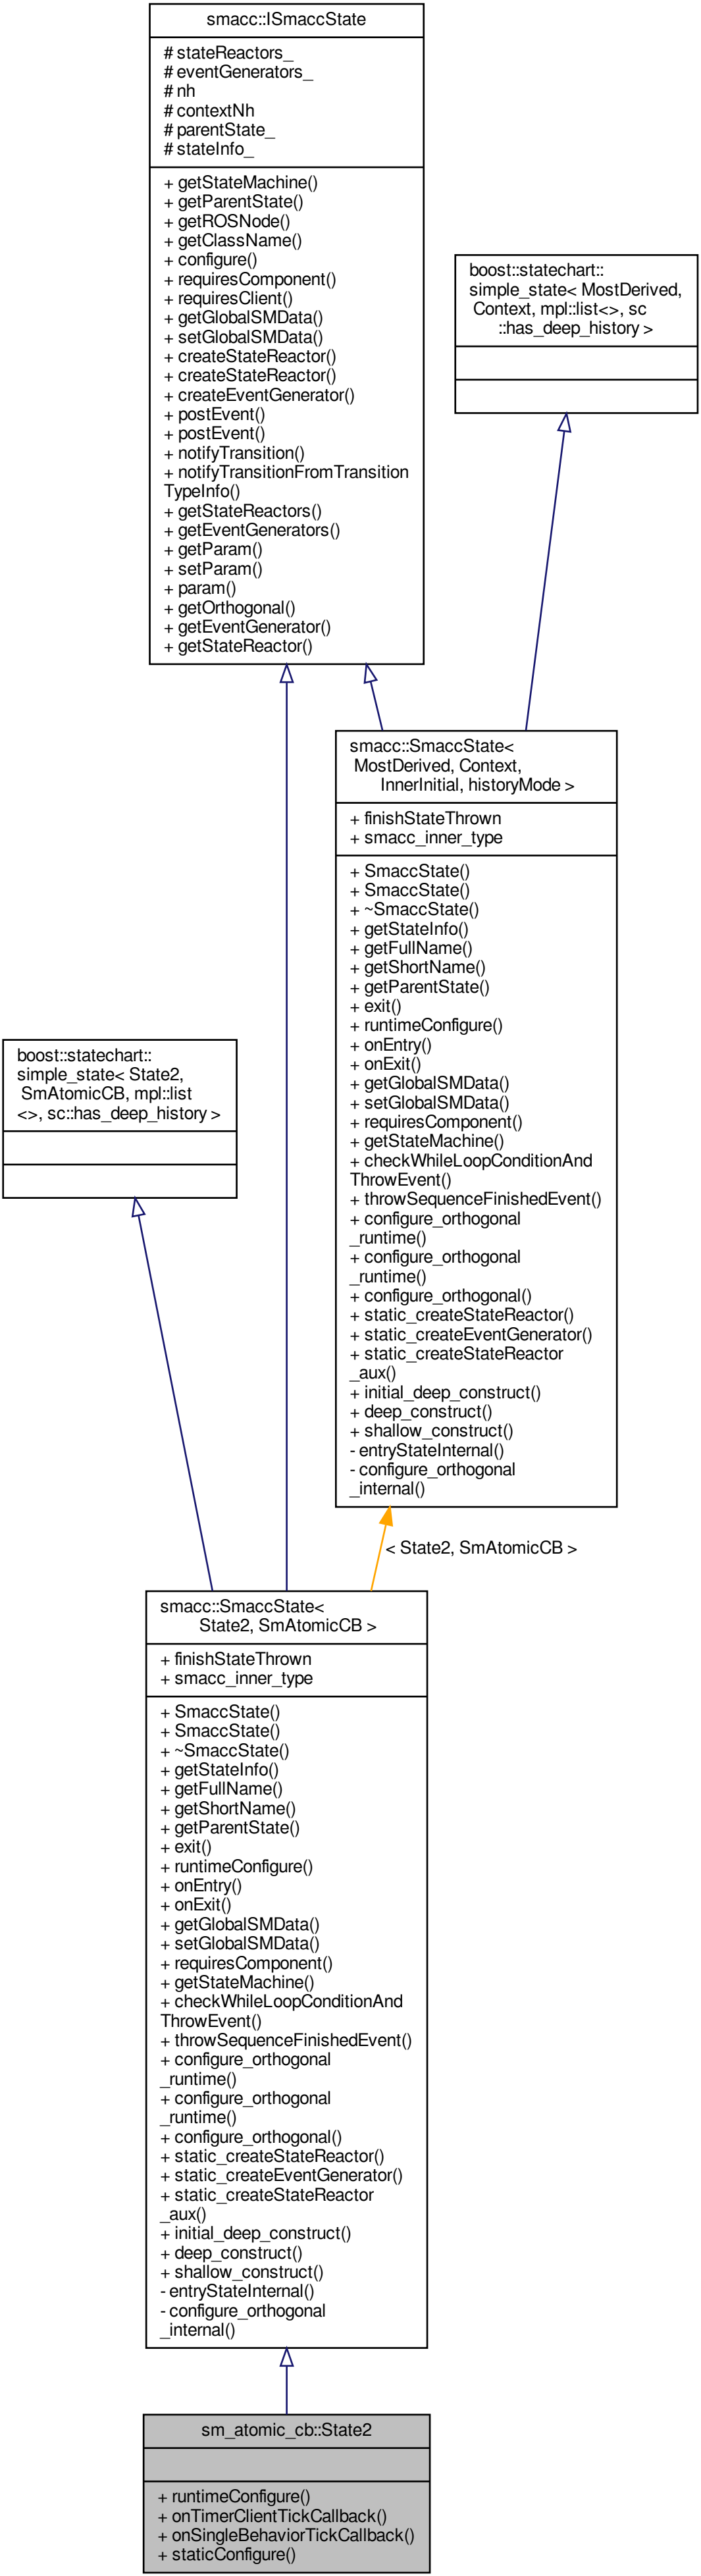 smacc::ISmaccState
# stateReactors_
# eventGenerators_
# nh
# contextNh
# parentState_
# stateInfo_
+ getStateMachine()
+ getParentState()
+ getROSNode()
+ getClassName()
+ configure()
+ requiresComponent()
+ requiresClient()
+ getGlobalSMData()
+ setGlobalSMData()
+ createStateReactor()
+ createStateReactor()
+ createEventGenerator()
+ postEvent()
+ postEvent()
+ notifyTransition()
+ notifyTransitionFromTransition
TypeInfo()
+ getStateReactors()
+ getEventGenerators()
+ getParam()
+ setParam()
+ param()
+ getOrthogonal()
+ getEventGenerator()
+ getStateReactor()
boost::statechart::
simple_state< MostDerived,
Context, mpl::list<>, sc
::has_deep_history >
smacc::SmaccState<
MostDerived, Context,
InnerInitial, historyMode >
+ finishStateThrown
+ smacc_inner_type
+ SmaccState()
+ SmaccState()
+ ~SmaccState()
+ getStateInfo()
+ getFullName()
+ getShortName()
+ getParentState()
+ exit()
+ runtimeConfigure()
+ onEntry()
+ onExit()
+ getGlobalSMData()
+ setGlobalSMData()
+ requiresComponent()
+ getStateMachine()
+ checkWhileLoopConditionAnd
ThrowEvent()
+ throwSequenceFinishedEvent()
+ configure_orthogonal
_runtime()
+ configure_orthogonal
_runtime()
+ configure_orthogonal()
+ static_createStateReactor()
+ static_createEventGenerator()
+ static_createStateReactor
_aux()
+ initial_deep_construct()
+ deep_construct()
+ shallow_construct()
- entryStateInternal()
- configure_orthogonal
_internal()
boost::statechart::
simple_state< State2,
SmAtomicCB, mpl::list
<>, sc::has_deep_history >
< State2, SmAtomicCB >
smacc::SmaccState<
State2, SmAtomicCB >
+ finishStateThrown
+ smacc_inner_type
+ SmaccState()
+ SmaccState()
+ ~SmaccState()
+ getStateInfo()
+ getFullName()
+ getShortName()
+ getParentState()
+ exit()
+ runtimeConfigure()
+ onEntry()
+ onExit()
+ getGlobalSMData()
+ setGlobalSMData()
+ requiresComponent()
+ getStateMachine()
+ checkWhileLoopConditionAnd
ThrowEvent()
+ throwSequenceFinishedEvent()
+ configure_orthogonal
_runtime()
+ configure_orthogonal
_runtime()
+ configure_orthogonal()
+ static_createStateReactor()
+ static_createEventGenerator()
+ static_createStateReactor
_aux()
+ initial_deep_construct()
+ deep_construct()
+ shallow_construct()
- entryStateInternal()
- configure_orthogonal
_internal()
sm_atomic_cb::State2
+ runtimeConfigure()
+ onTimerClientTickCallback()
+ onSingleBehaviorTickCallback()
+ staticConfigure()